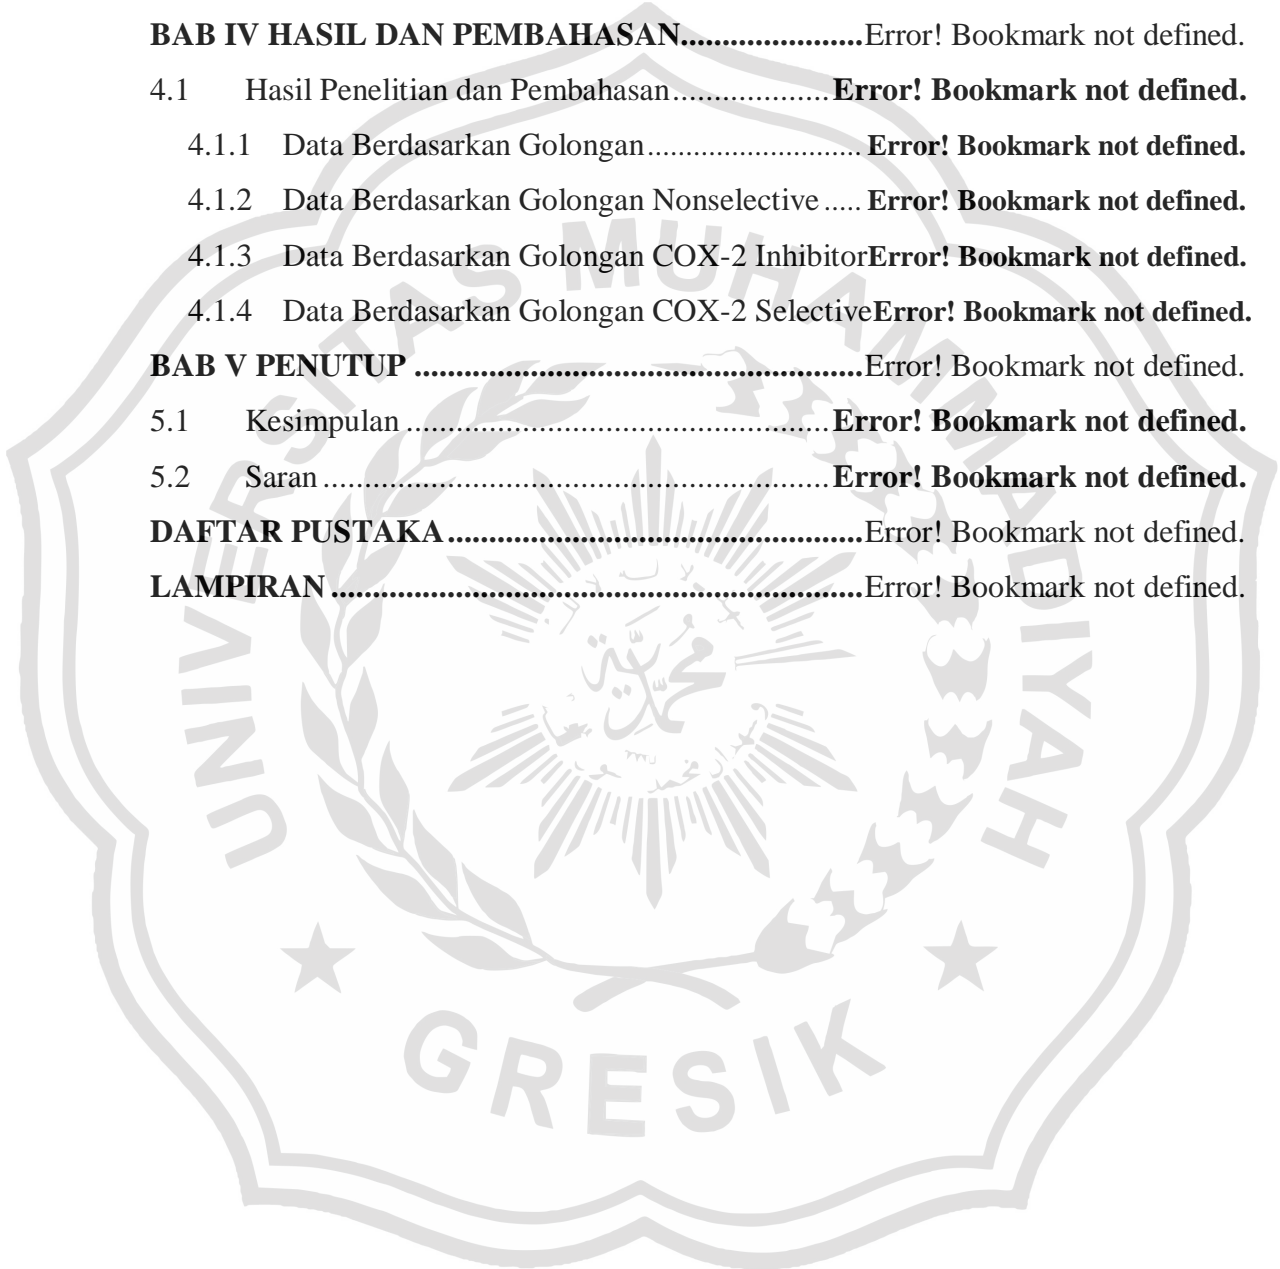 BAB IV HASIL DAN PEMBAHASAN......................Error! Bookmark not defined.
4.1 Hasil Penelitian dan Pembahasan...................Error! Bookmark not defined.
4.1.1 Data Berdasarkan Golongan............................Error! Bookmark not defined.
4.1.2 Data Berdasarkan Golongan Nonselective.....Error! Bookmark not defined.
4.1.3 Data Berdasarkan Golongan COX-2 InhibitorError! Bookmark not defined.
4.1.4 Data Berdasarkan Golongan COX-2 SelectiveError! Bookmark not defined.
BAB V PENUTUP ......................................................Error! Bookmark not defined.
5.1 Kesimpulan ...................................................Error! Bookmark not defined.
5.2 Saran .............................................................Error! Bookmark not defined.
DAFTAR PUSTAKA ..................................................Error! Bookmark not defined.
LAMPIRAN ................................................................Error! Bookmark not defined.
UNIVERSITAS MUHAMMADIYAH
محمدية
GRESIK